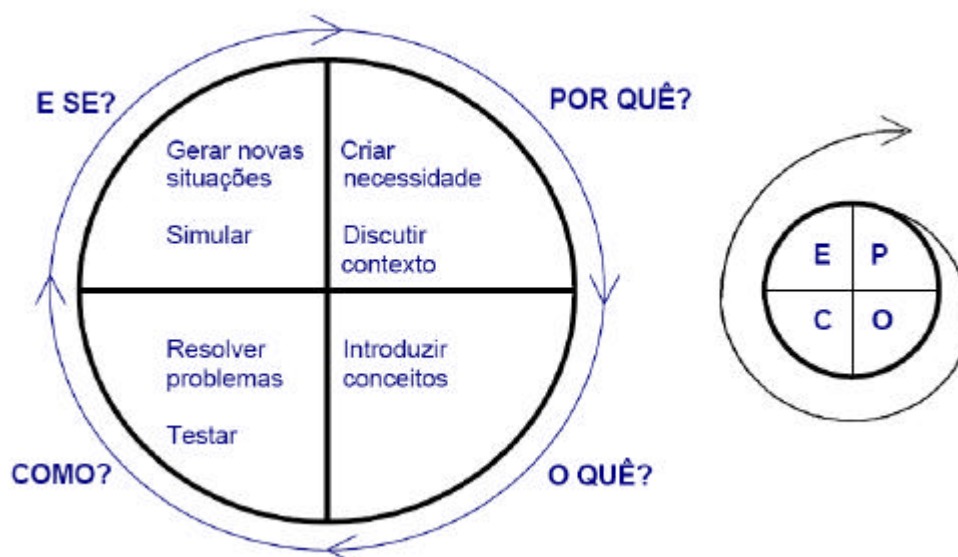 E SE?
POR QUÊ?
Gerar novas
situações
Simular
Criar
necessidade
Discutir
contexto
Resolver
problemas
Testar
Introduzir
conceitos
COMO?
O QUÊ?
E P
C O